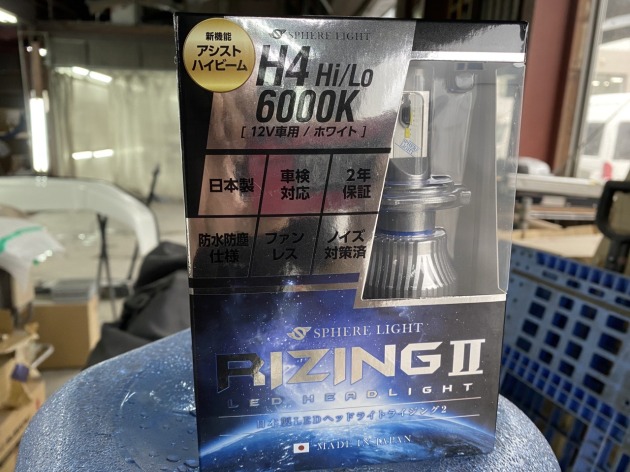 新機能
アシスト
ハイビーム
SPHERE LIGHT
H4 Hi/Lo
6000K
[ 12V車用 / ホワイト ]
日本製
車検
対応
2年
保証
防水防塵
仕様
ファン
レス
ノイズ
対策済
SPHERE LIGHT
RIZING II
LED HEADLIGHT
日本製LEDヘッドライトライジング2
MADE IN JAPAN